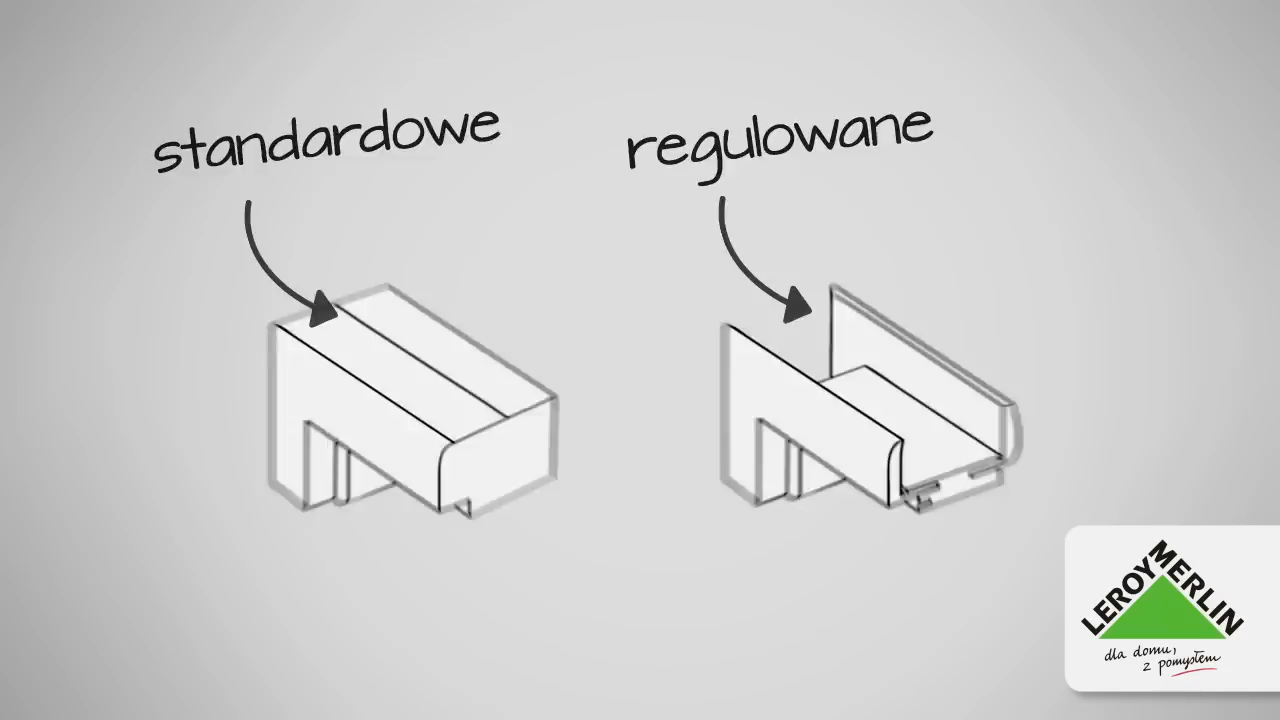 standardowe
regulowane
LEROY MERLIN
dla domu,
z pomysłem